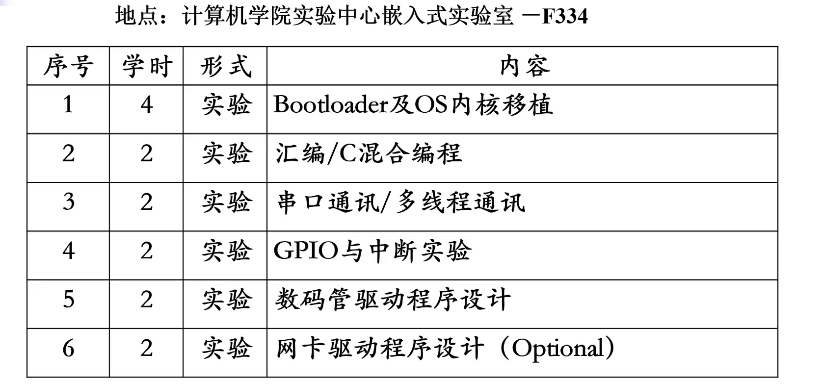 地点：计算机学院实验中心嵌入式实验室 －F334
序号 学时 形式 内容
1 4 实验 Bootloader及OS内核移植
2 2 实验 汇编/C混合编程
3 2 实验 串口通讯/多线程通讯
4 2 实验 GPIO与中断实验
5 2 实验 数码管驱动程序设计
6 2 实验 网卡驱动程序设计（Optional）